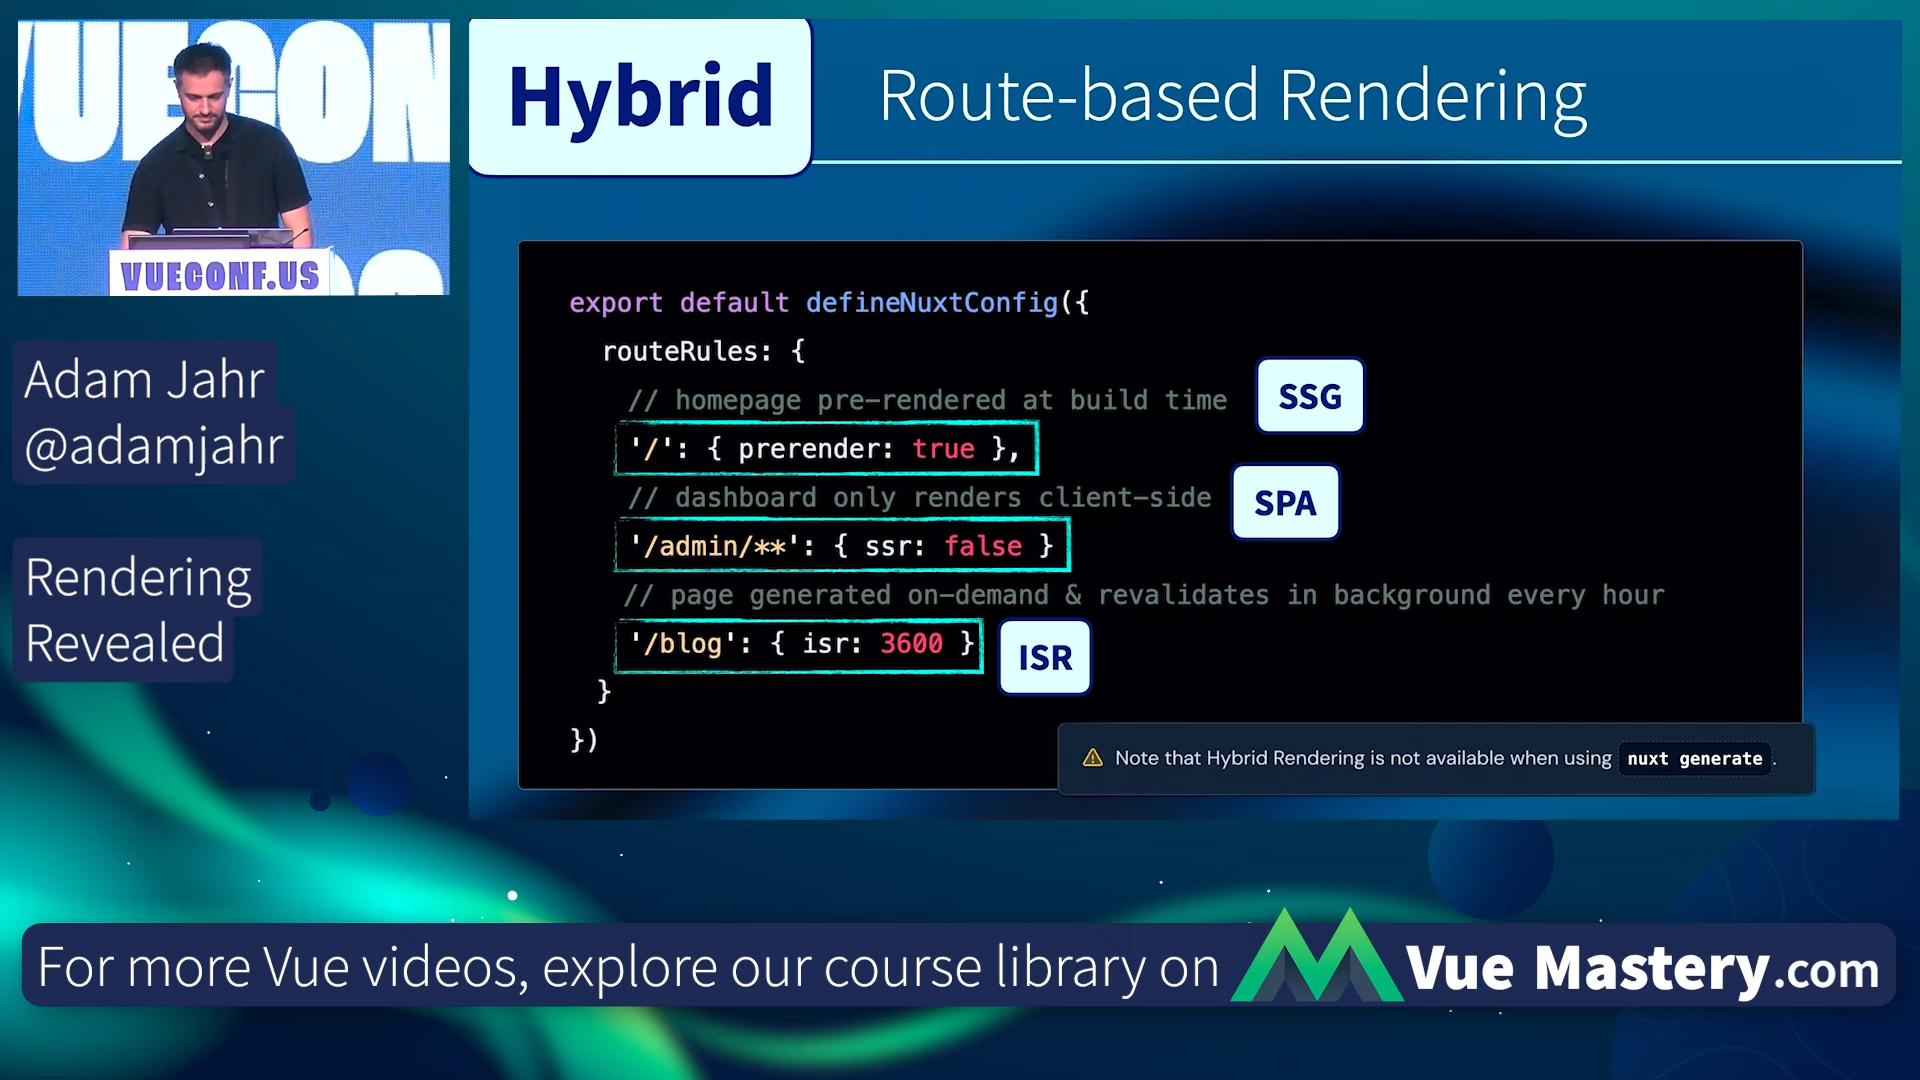 VUECON
VUECONF.US
Adam Jahr
@adamjahr
Rendering
Revealed
Hybrid
Route-based Rendering
export default defineNuxtConfig({
routeRules: {
// homepage pre-rendered at build time
SSG
'/': { prerender: true },
// dashboard only renders client-side
SPA
'/admin/**': { ssr: false }
// page generated on-demand & revalidates in background every hour
'/blog': { isr: 3600 }
ISR
}
})
Note that Hybrid Rendering is not available when using nuxt generate.
For more Vue videos, explore our course library on Vue Mastery.com